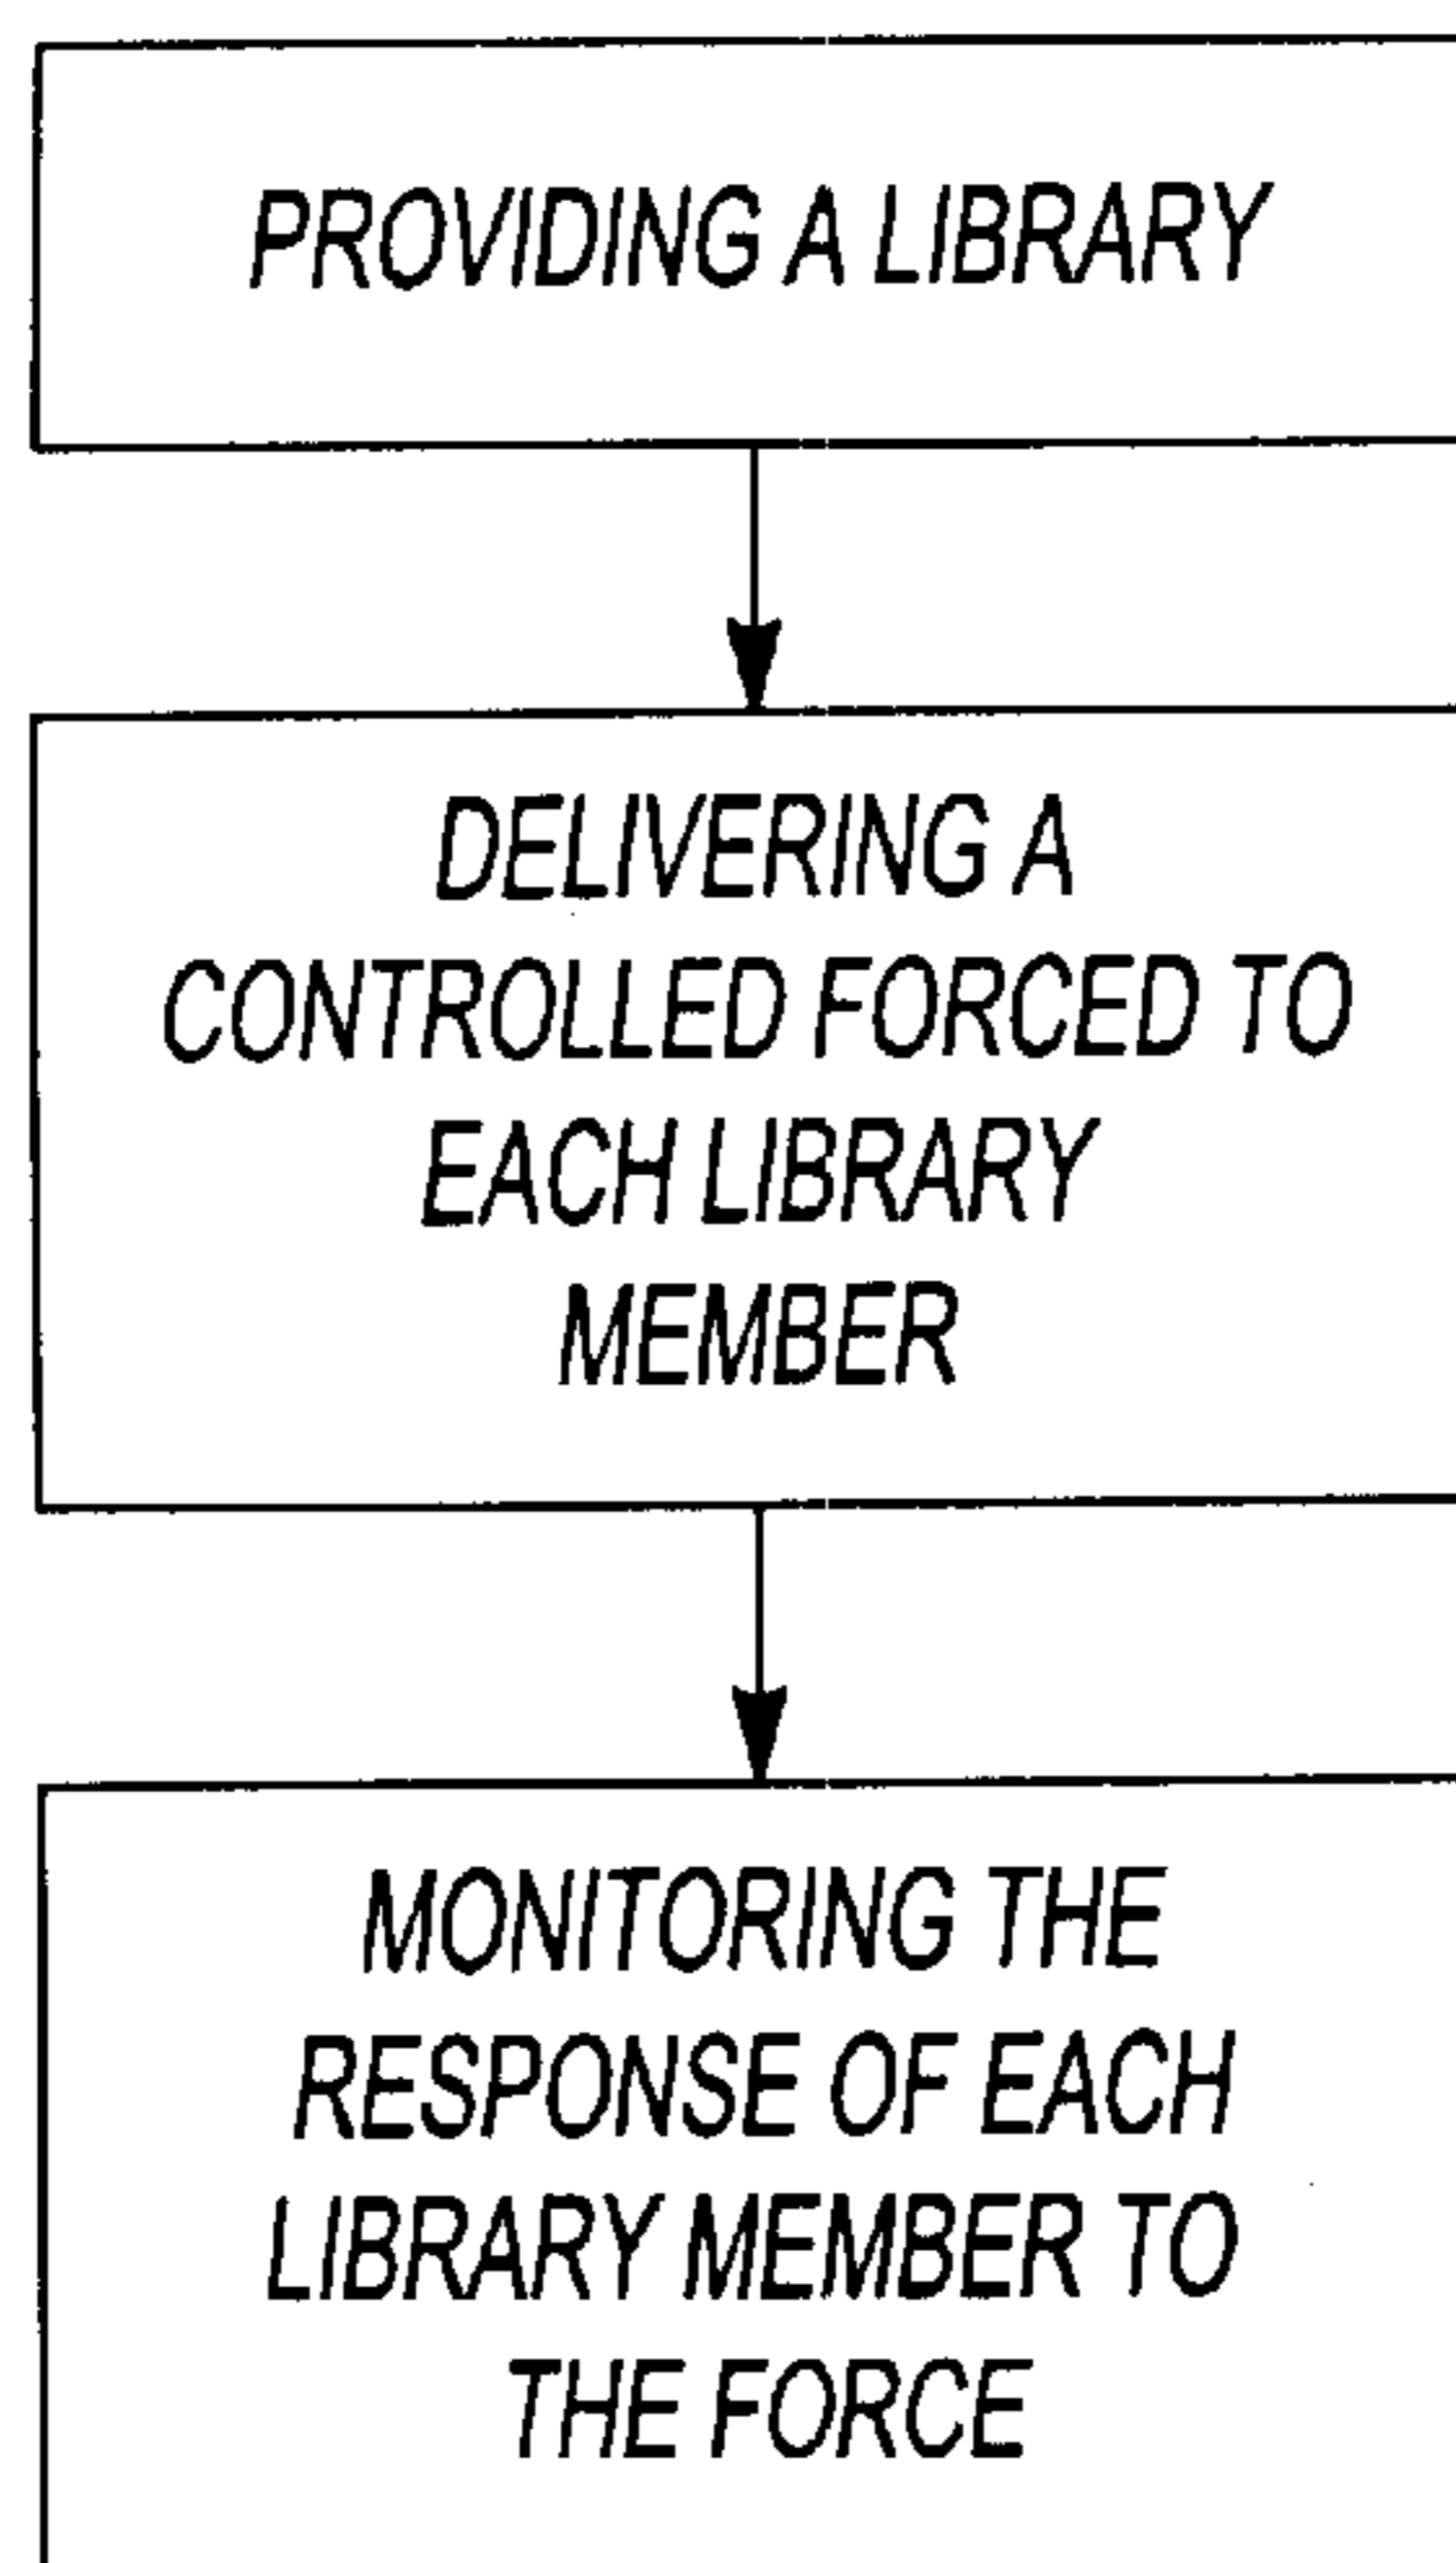 PROVIDING A LIBRARY
DELIVERING A
CONTROLLED FORCED TO
EACH LIBRARY
MEMBER
MONITORING THE
RESPONSE OF EACH
LIBRARY MEMBER TO
THE FORCE